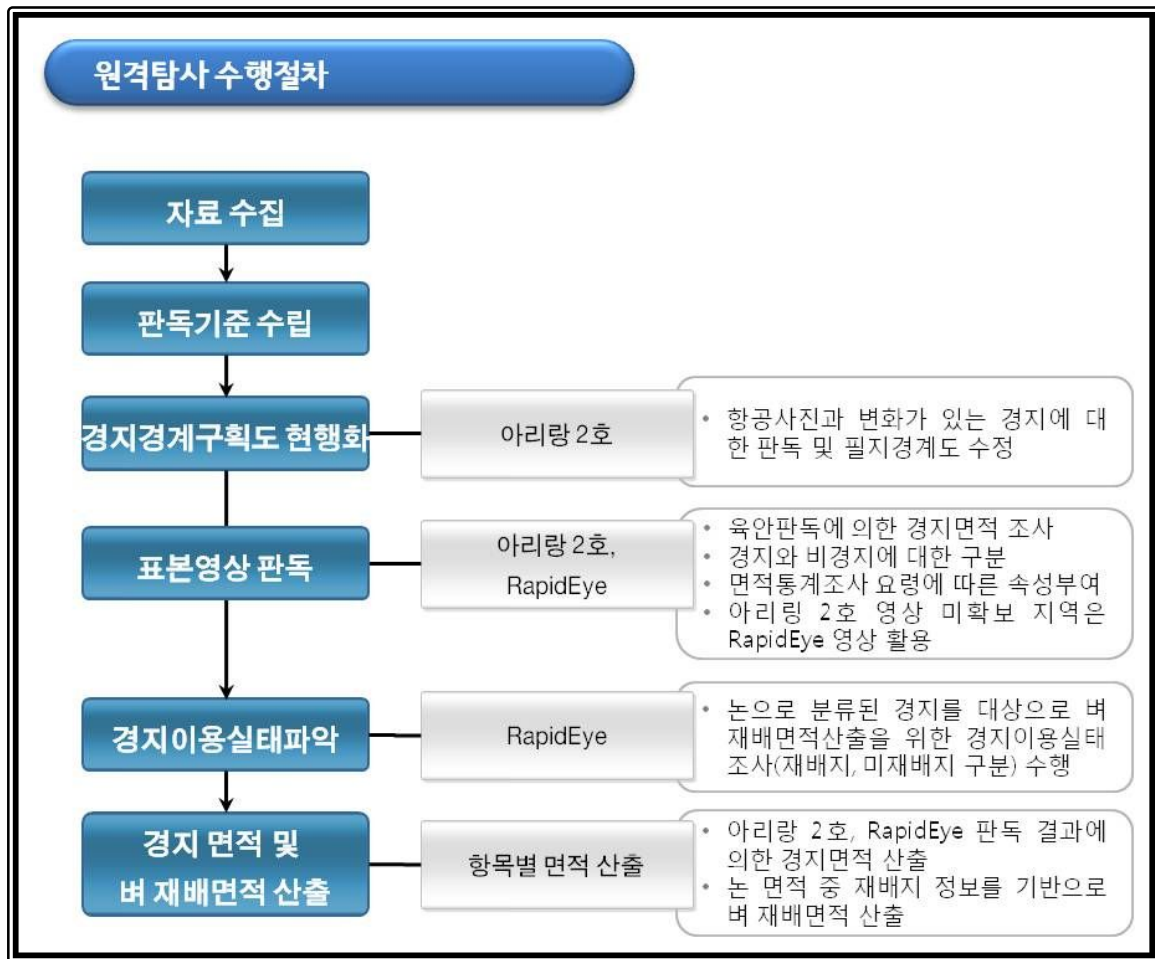 원격탐사 수행절차
자료 수집
판독기준 수립
경지경계구획도 현행화
아리랑 2호
• 항공사진과 변화가 있는 경지에 대
한 판독 및 필지경계도 수정
표본영상 판독
아리랑 2호,
RapidEye
• 육안판독에 의한 경지면적 조사
• 경지와 비경지에 대한 구분
• 면적통계조사 요령에 따른 속성부여
• 아리링 2호 영상 미확보 지역은
RapidEye 영상 활용
경지이용실태파악
RapidEye
• 논으로 분류된 경지를 대상으로 벼
재배면적산출을 위한 경지이용실태
조사(재배지, 미재배지 구분) 수행
경지 면적 및
벼 재배면적 산출
항목별 면적 산출
• 아리랑 2호, RapidEye 판독 결과에
의한 경지면적 산출
• 논 면적 중 재배지 정보를 기반으로
벼 재배면적 산출